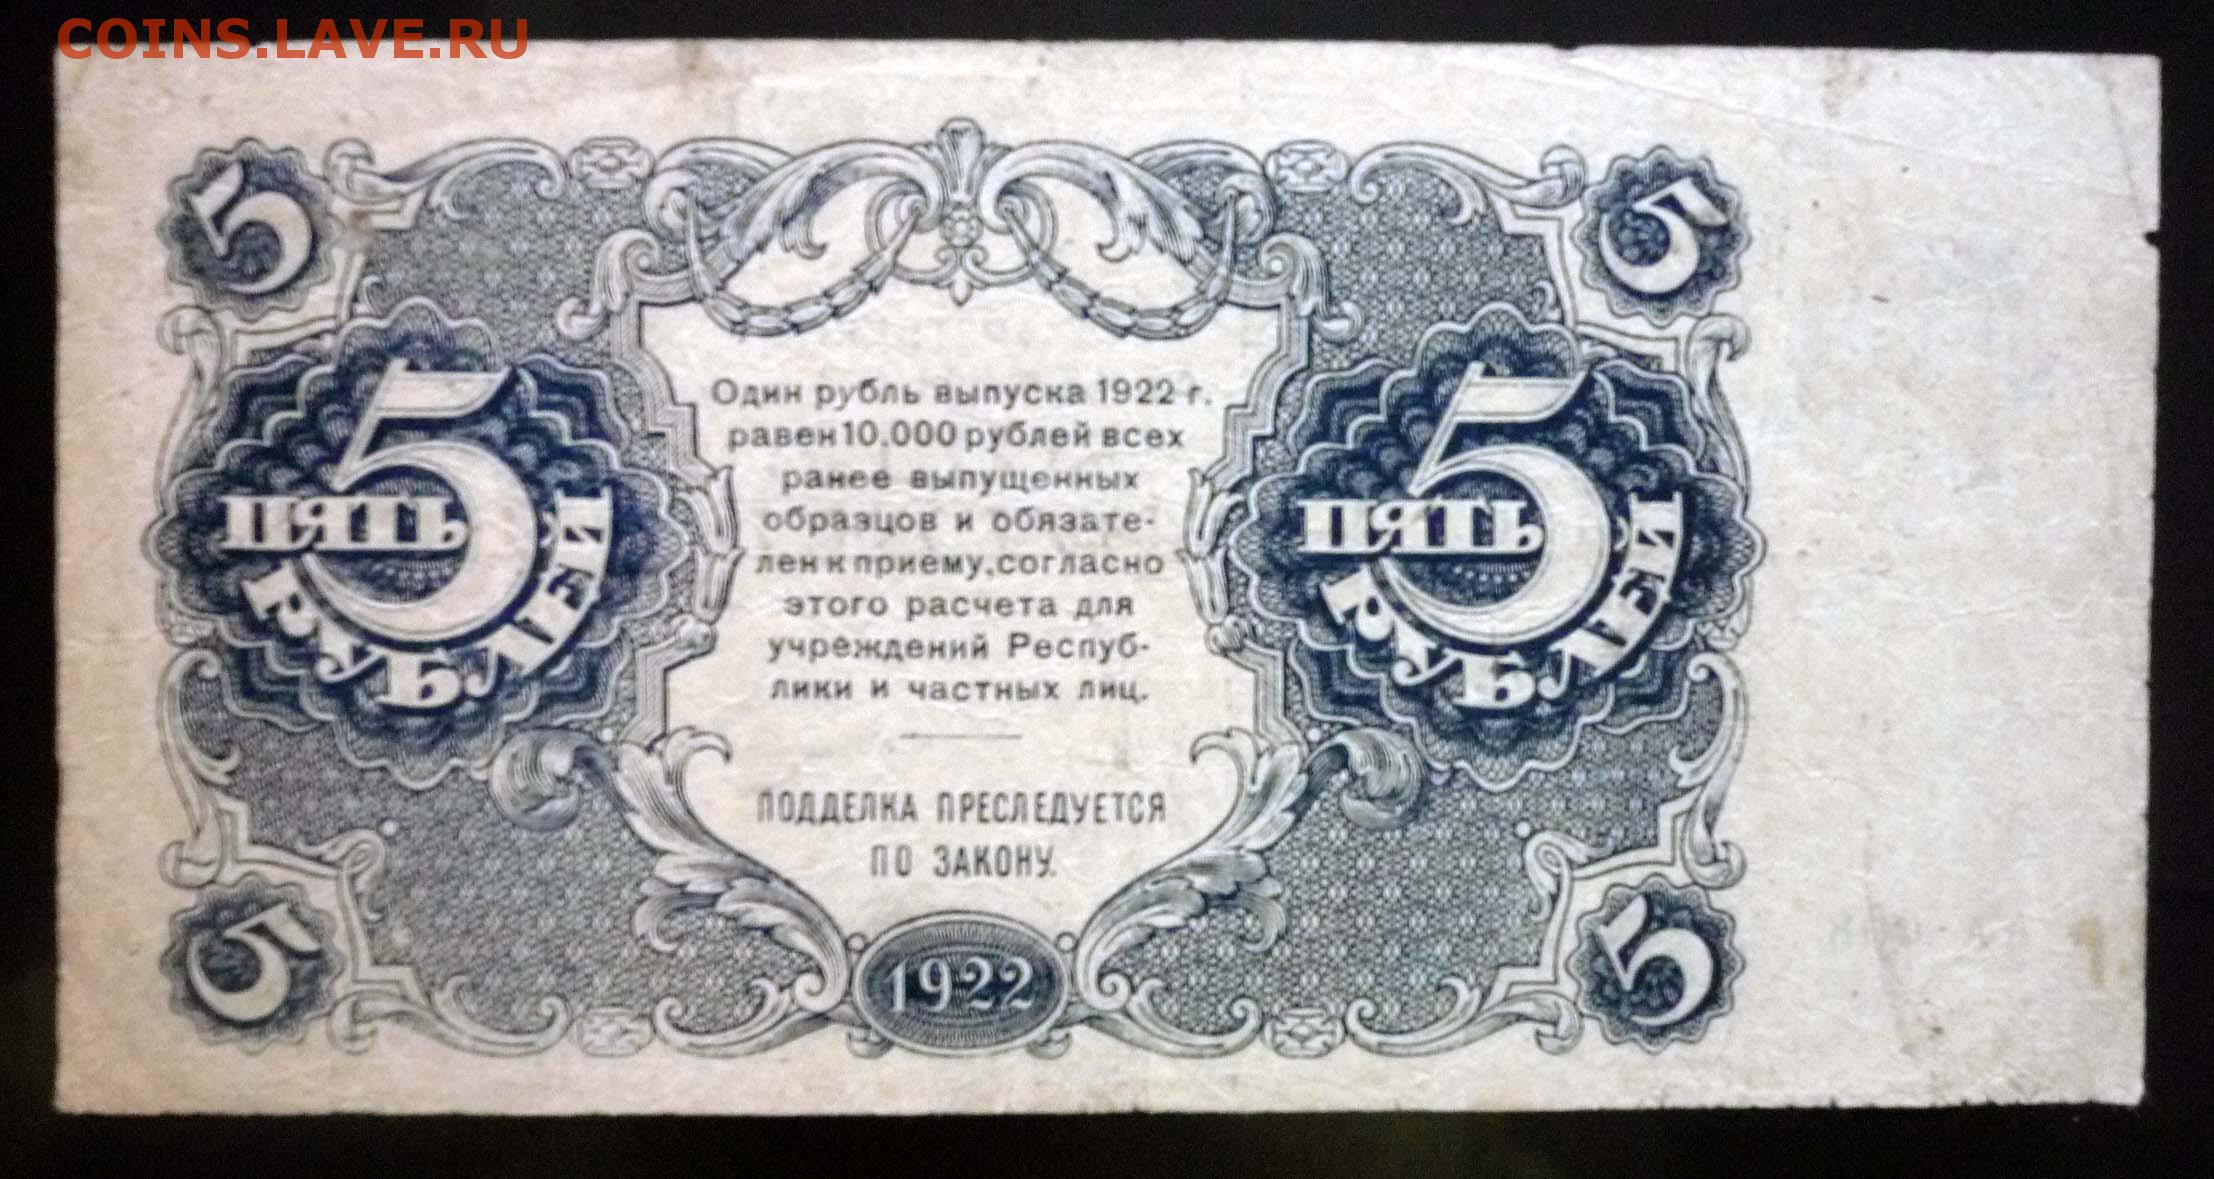 COINS.LAVE.RU
5
5
5
ПЯТЬ
РУБЛЕЙ
5
ПЯТЬ
РУБЛЕЙ
Один рубль выпуска 1922 г.
равен 10.000 рублей всех
ранее выпущенных
образцов и обязате-
лен к приему, согласно
этого расчета для
учреждений Респуб-
лики и частных лиц.
ПОДДЕЛКА ПРЕСЛЕДУЕТСЯ
ПО ЗАКОНУ.
5
1922
5